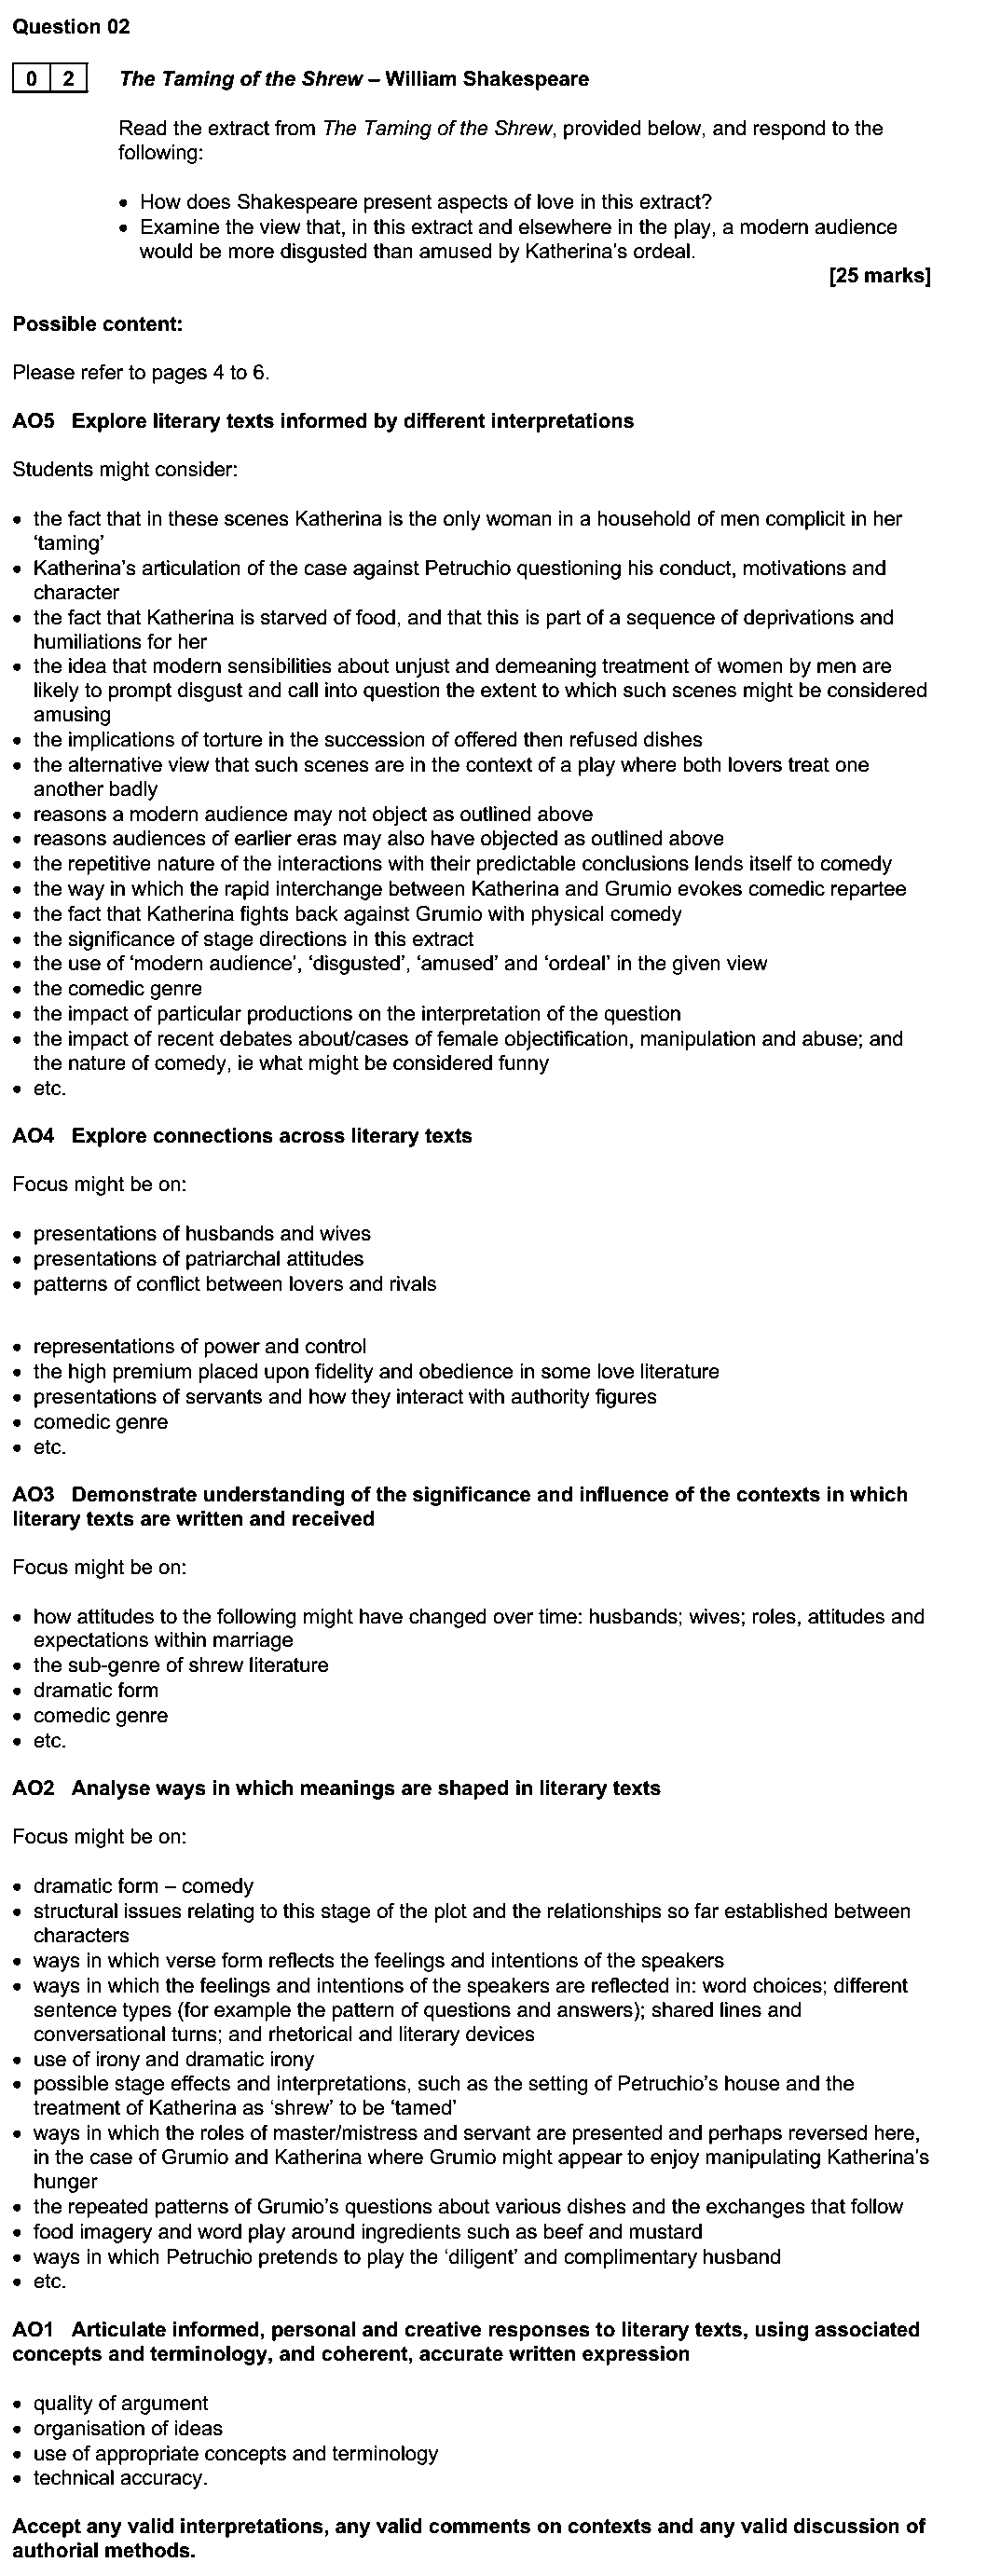 Question 02
0 2 The Taming of the Shrew – William Shakespeare
Read the extract from The Taming of the Shrew, provided below, and respond to the
following:
• How does Shakespeare present aspects of love in this extract?
• Examine the view that, in this extract and elsewhere in the play, a modern audience
would be more disgusted than amused by Katherina's ordeal.
[25 marks]
Possible content:
Please refer to pages 4 to 6.
AO5 Explore literary texts informed by different interpretations
Students might consider:
• the fact that in these scenes Katherina is the only woman in a household of men complicit in her
'taming'
• Katherina's articulation of the case against Petruchio questioning his conduct, motivations and
character
• the fact that Katherina is starved of food, and that this is part of a sequence of deprivations and
humiliations for her
• the idea that modern sensibilities about unjust and demeaning treatment of women by men are
likely to prompt disgust and call into question the extent to which such scenes might be considered
amusing
• the implications of torture in the succession of offered then refused dishes
• the alternative view that such scenes are in the context of a play where both lovers treat one
another badly
• reasons a modern audience may not object as outlined above
• reasons audiences of earlier eras may also have objected as outlined above
• the repetitive nature of the interactions with their predictable conclusions lends itself to comedy
• the way in which the rapid interchange between Katherina and Grumio evokes comedic repartee
• the fact that Katherina fights back against Grumio with physical comedy
• the significance of stage directions in this extract
• the use of 'modern audience', 'disgusted', 'amused' and 'ordeal' in the given view
• the comedic genre
• the impact of particular productions on the interpretation of the question
• the impact of recent debates about/cases of female objectification, manipulation and abuse; and
the nature of comedy, ie what might be considered funny
• etc.
AO4 Explore connections across literary texts
Focus might be on:
• presentations of husbands and wives
• presentations of patriarchal attitudes
• patterns of conflict between lovers and rivals
• representations of power and control
• the high premium placed upon fidelity and obedience in some love literature
• presentations of servants and how they interact with authority figures
• comedic genre
• etc.
AO3 Demonstrate understanding of the significance and influence of the contexts in which
literary texts are written and received
Focus might be on:
• how attitudes to the following might have changed over time: husbands; wives; roles, attitudes and
expectations within marriage
• the sub-genre of shrew literature
• dramatic form
• comedic genre
• etc.
AO2 Analyse ways in which meanings are shaped in literary texts
Focus might be on:
• dramatic form – comedy
• structural issues relating to this stage of the plot and the relationships so far established between
characters
• ways in which verse form reflects the feelings and intentions of the speakers
• ways in which the feelings and intentions of the speakers are reflected in: word choices; different
sentence types (for example the pattern of questions and answers); shared lines and
conversational turns; and rhetorical and literary devices
• use of irony and dramatic irony
• possible stage effects and interpretations, such as the setting of Petruchio's house and the
treatment of Katherina as 'shrew' to be 'tamed'
• ways in which the roles of master/mistress and servant are presented and perhaps reversed here,
in the case of Grumio and Katherina where Grumio might appear to enjoy manipulating Katherina's
hunger
• the repeated patterns of Grumio's questions about various dishes and the exchanges that follow
• food imagery and word play around ingredients such as beef and mustard
• ways in which Petruchio pretends to play the 'diligent' and complimentary husband
• etc.
AO1 Articulate informed, personal and creative responses to literary texts, using associated
concepts and terminology, and coherent, accurate written expression
• quality of argument
• organisation of ideas
• use of appropriate concepts and terminology
• technical accuracy.
Accept any valid interpretations, any valid comments on contexts and any valid discussion of
authorial methods.